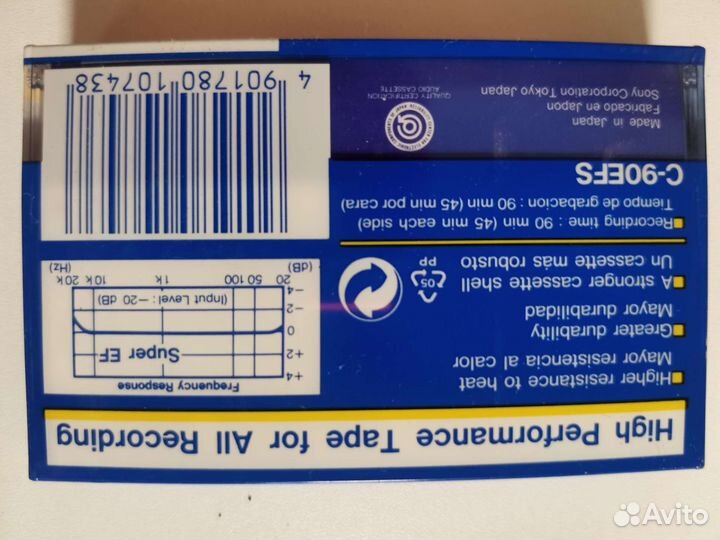 High Performance Tape for All Recording
Higher resistance to heat
Mayor resistencia al calor
Greater durability
Mayor durabilidad
A stronger cassette shell
Un cassette más robusto
05
PP
Frequency Response
+4
+2
0
−2
−4
(dB)
Super EF
(Input Level : −20 dB)
20 50 100 1k 10k 20k
(Hz)
Recording time : 90 min (45 min each side)
Tiempo de grabacion : 90 min (45 min por cara)
C-90EFS
Made in Japan
Fabricado en Japon
Sony Corporation Tokyo Japan
QUALITY CERTIFICATION
AUDIO CASSETTE
4 901780 107438
Avito